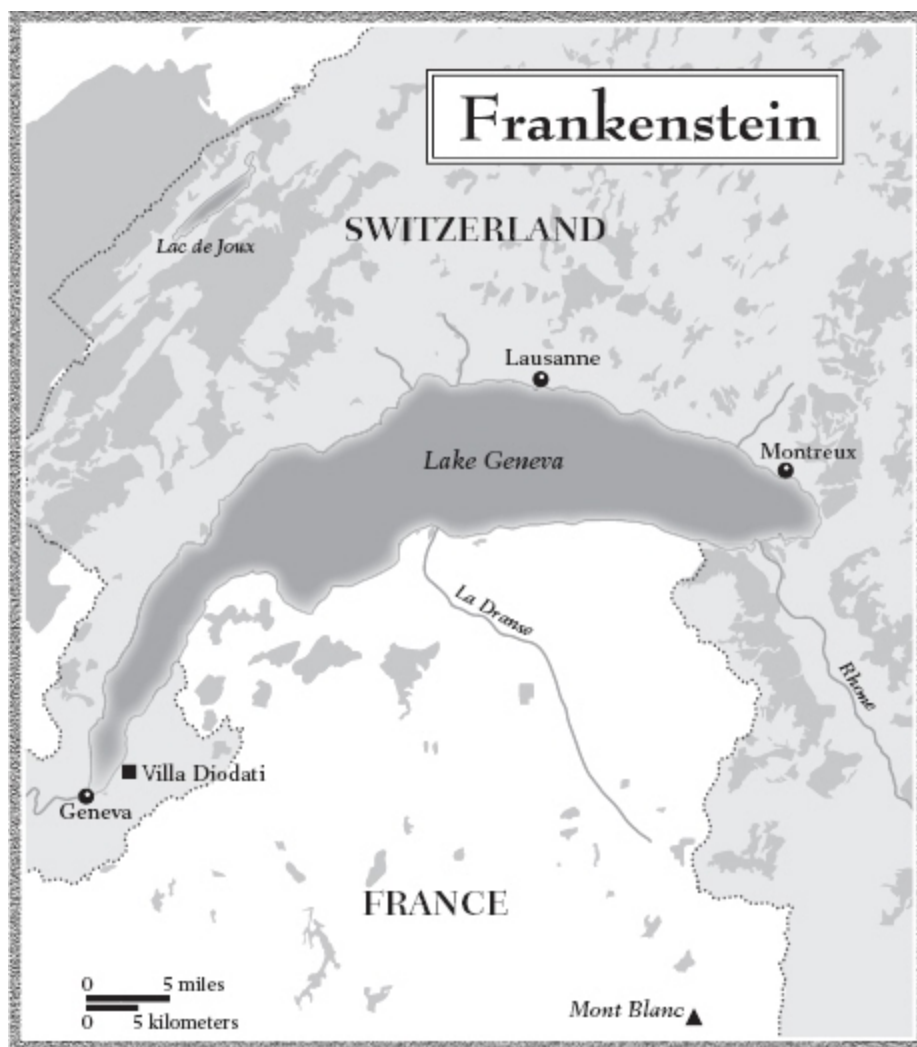 Frankenstein
SWITZERLAND
Lac de Joux
Lausanne
Lake Geneva
Montreux
La Dranse
Rhone
Villa Diodati
Geneva
FRANCE
0 5 miles
0 5 kilometers
Mont Blanc